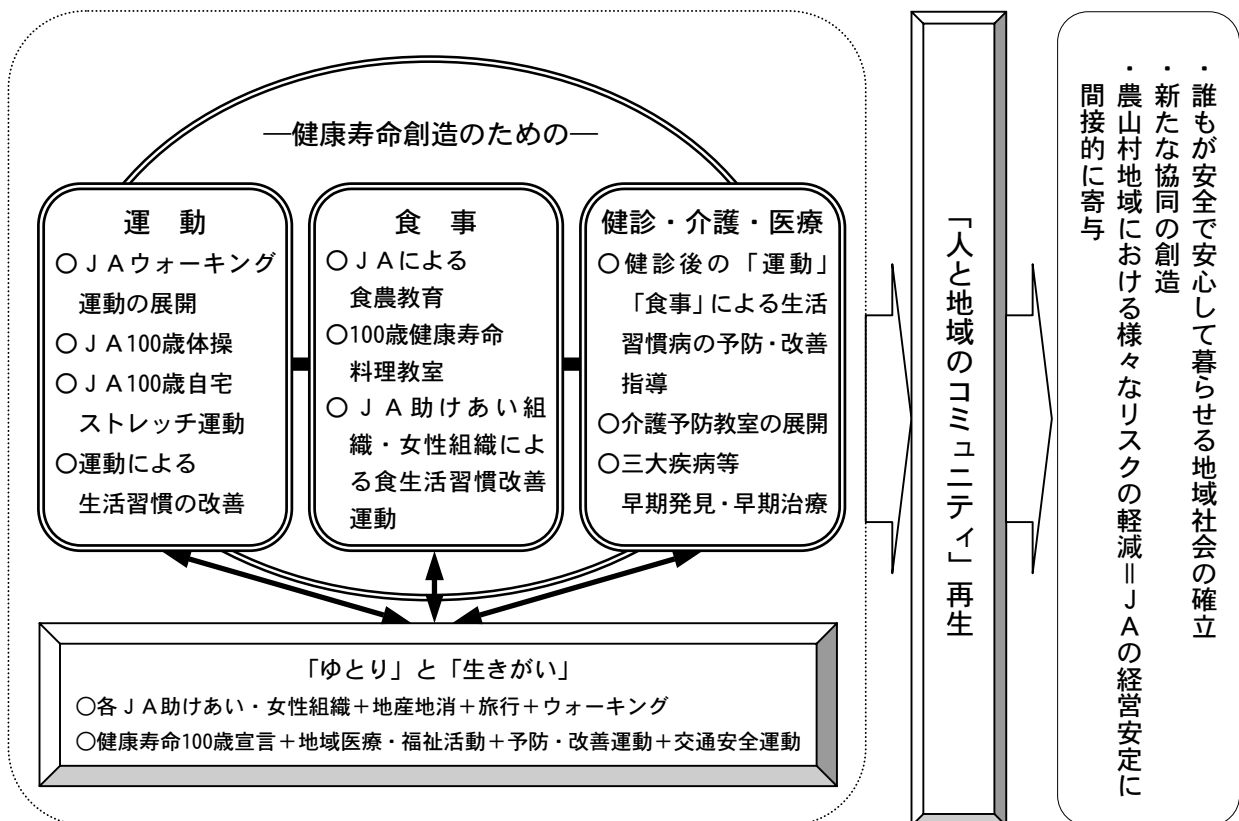 ―健康寿命創造のための―
運　動
○ＪＡウォーキング
運動の展開
○ＪＡ100歳体操
○ＪＡ100歳自宅
ストレッチ運動
○運動による
生活習慣の改善
食　事
○ＪＡによる
食農教育
○100歳健康寿命
料理教室
○ＪＡ助けあい組
織・女性組織によ
る食生活習慣改善
運動
健診・介護・医療
○健診後の「運動」
「食事」による生活
習慣病の予防・改善
指導
○介護予防教室の展開
○三大疾病等
早期発見・早期治療
「ゆとり」と「生きがい」
○各ＪＡ助けあい・女性組織＋地産地消＋旅行＋ウォーキング
○健康寿命100歳宣言＋地域医療・福祉活動＋予防・改善運動＋交通安全運動
「人と地域のコミュニティ」再生
・誰もが安全で安心して暮らせる地域社会の確立
・新たな協同の創造
・農山村地域における様々なリスクの軽減＝ＪＡの経営安定に
間接的に寄与